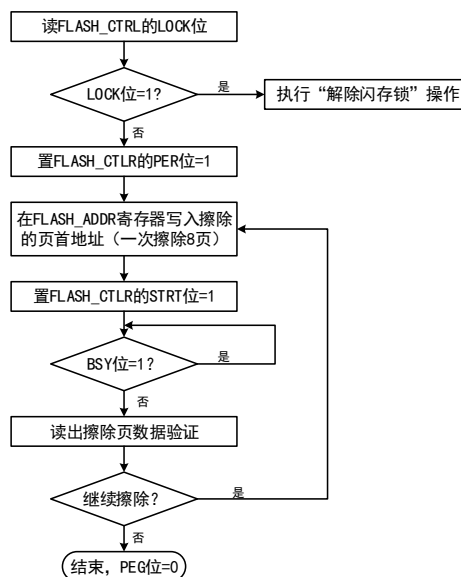 读FLASH_CTRL的LOCK位
LOCK位=1?
是
执行“解除闪存锁”操作
否
置FLASH_CTLR的PER位=1
在FLASH_ADDR寄存器写入擦除
的页首地址（一次擦除8页）
置FLASH_CTLR的STRT位=1
BSY位=1?
是
否
读出擦除页数据验证
继续擦除?
是
否
结束，PEG位=0